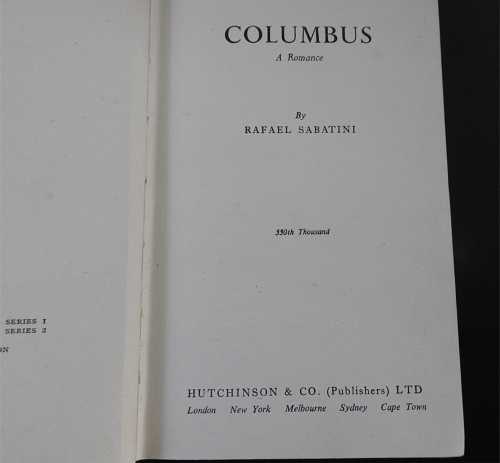 SERIES 1
SERIES 2
COLUMBUS
A Romance
By
RAFAEL SABATINI
350th Thousand
HUTCHINSON & CO. (Publishers) LTD
London New York Melbourne Sydney Cape Town